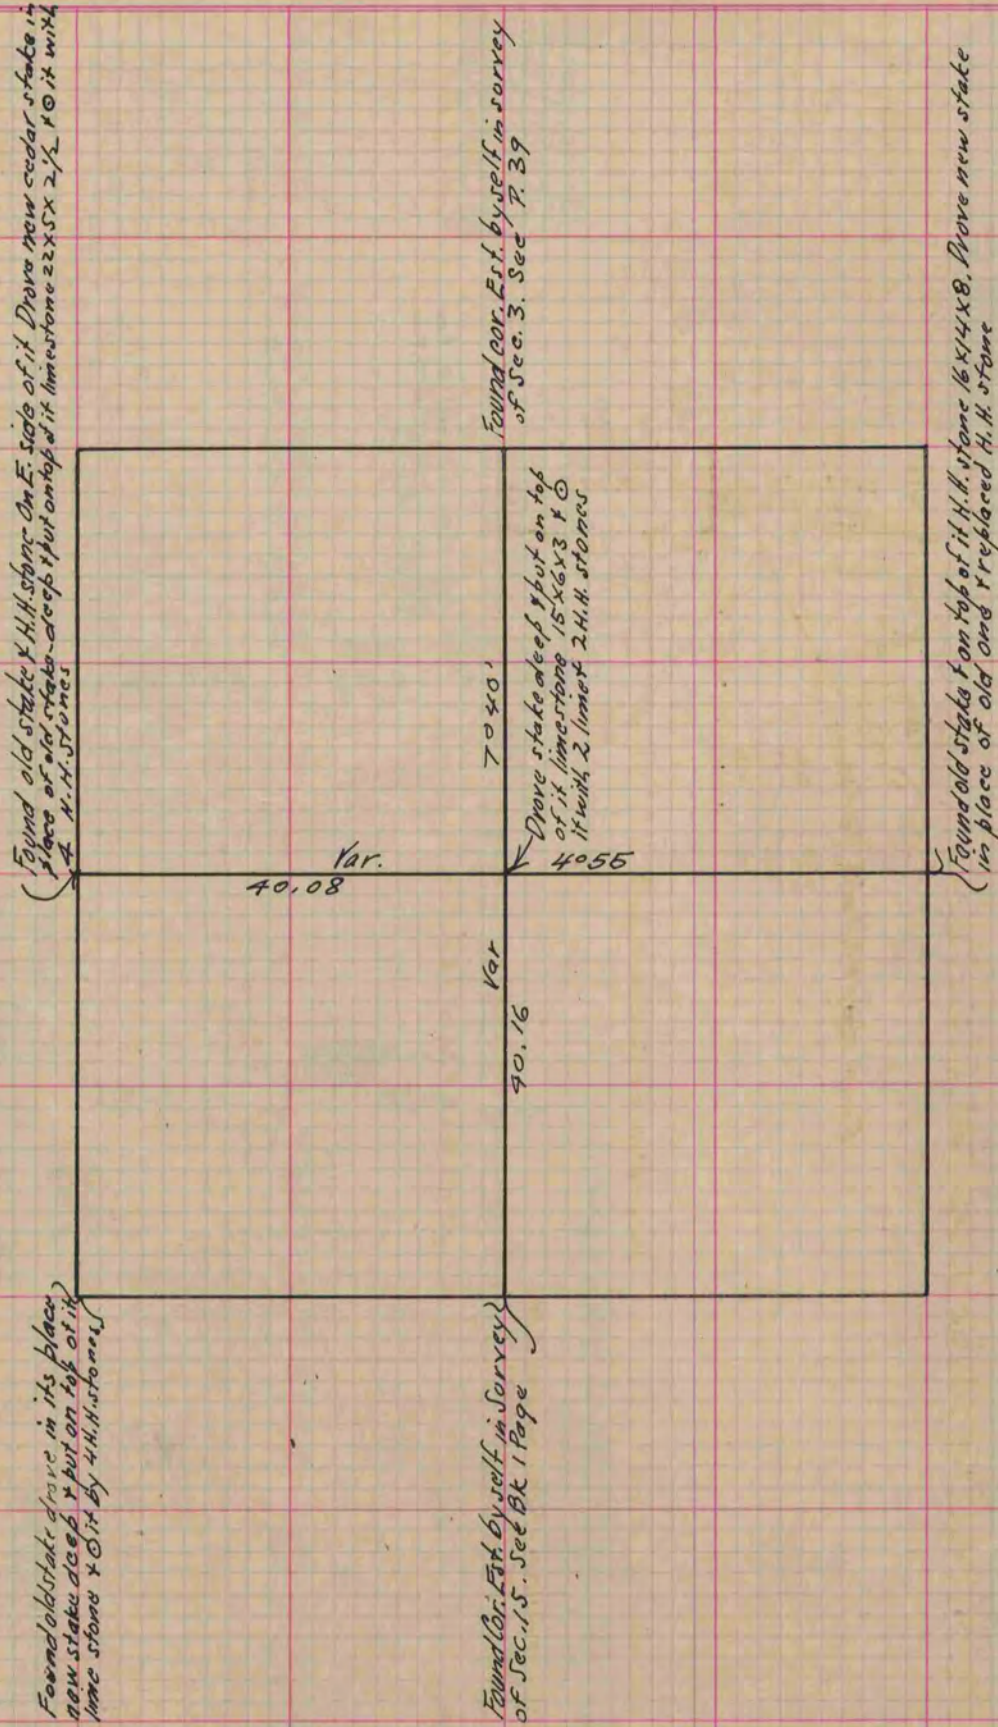 Found old stake drove in its place
new stake deep & put on top of it
lime stone & ⊙ it by 4 H.H. stones
Found old stake & H.H. stone On E. side of it Drove new cedar stake in
place of old stake - deep & put on top of it limestone 22x5x2½ & ⊙ it with
4 H.H. stones
Var.
40.08
Found Cor. Est. by self in Sorvey
of Sec. 15. See Bk 1 Page
Var
40.16
7°40'
4°55
Drove stake deep & put on top
of it limestone 15x6x3 & ⊙
it with 2 lime & 2 H.H. stones
Found cor. Est. by self in sorvey
of Sec. 3. See P. 39
Found old stake & on top of it H.H. stone 16x14x8. Drove new stake
in place of old one & replaced H.H. stone